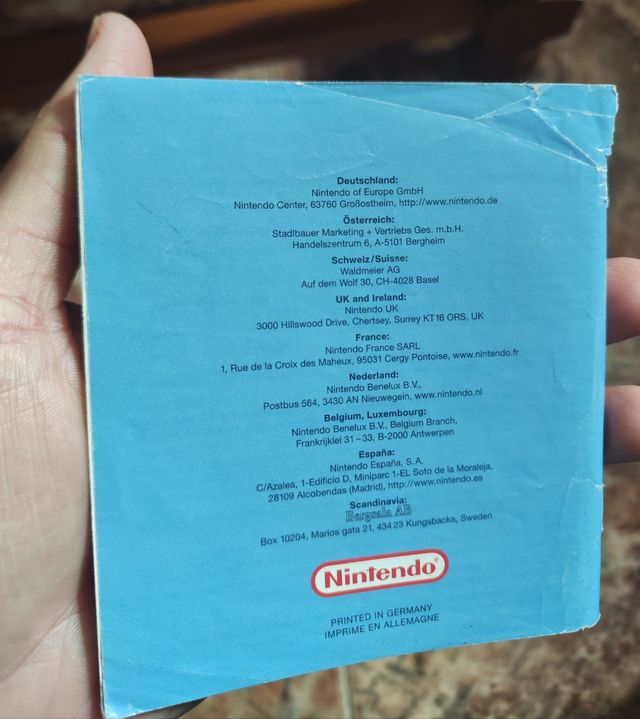 Deutschland:
Nintendo of Europe GmbH
Nintendo Center, 63760 Großostheim, http://www.nintendo.de
Österreich:
Stadlbauer Marketing + Vertriebs Ges. m.b.H.
Handelszentrum 6, A-5101 Bergheim
Schweiz/Suisse:
Waldmeier AG
Auf dem Wolf 30, CH-4028 Basel
UK and Ireland:
Nintendo UK
3000 Hillswood Drive, Chertsey, Surrey KT16 ORS, UK
France:
Nintendo France SARL
1, Rue de la Croix des Maheux, 95031 Cergy Pontoise, www.nintendo.fr
Nederland:
Nintendo Benelux B.V.,
Postbus 564, 3430 AN Nieuwegein, www.nintendo.nl
Belgium, Luxembourg:
Nintendo Benelux B.V., Belgium Branch,
Frankrijklei 31–33, B-2000 Antwerpen
España:
Nintendo España, S.A.
C/Azalea, 1-Edificio D, Miniparc 1-EL Soto de la Moraleja,
28109 Alcobendas (Madrid), http://www.nintendo.es
Scandinavia:
Bergsala AB
Box 10204, Marios gata 21, 434 23 Kungsbacka, Sweden
Nintendo®
PRINTED IN GERMANY
IMPRIME EN ALLEMAGNE